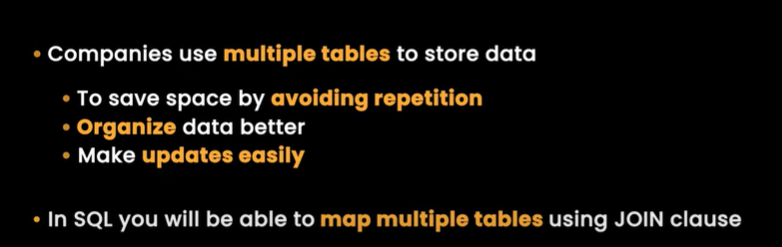 • Companies use multiple tables to store data
• To save space by avoiding repetition
• Organize data better
• Make updates easily
• In SQL you will be able to map multiple tables using JOIN clause